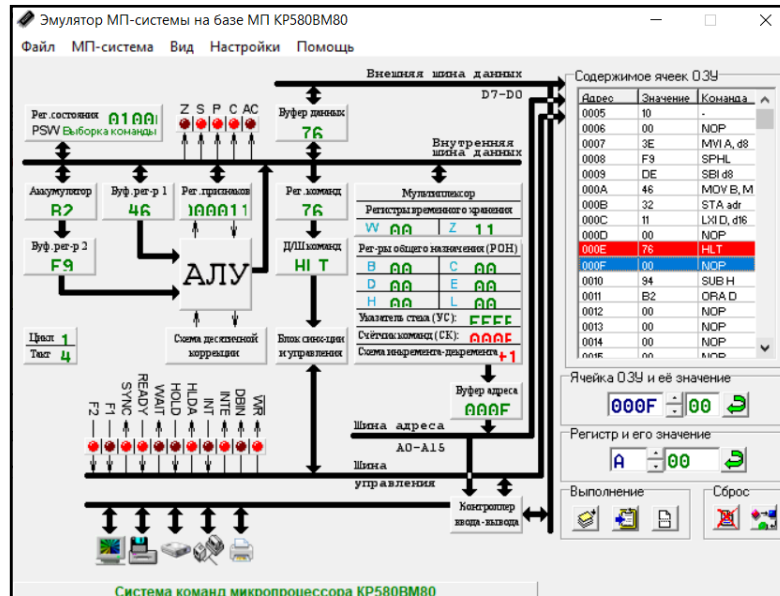 Эмулятор МП-системы на базе МП КР580ВМ80
Файл МП-система Вид Настройки Помощь
Внешняя шина данных
D7-D0
Z S P C AC
Рег.состояния
PSW Выборка команды
Буфер данных
76
Внутренняя
шина данных
Аккумулятор
B2
Буф.рег-р 1
46
Рег.признаков
000011
Рег.команд
76
Мультиплексор
Регистры временного хранения
W 00 Z 11
Буф.рег-р 2
F9
АЛУ
Д/Ш команд
HLT
Рег-ры общего назначения (РОН)
B 00 C 00
D 00 E 00
H 00 L 00
Указатель стека (УС): FFFF
Счётчик команд (СК): 000F
Схема инкремента-декремента +1
Цикл 1
Такт 4
Схема десятичной
коррекции
Блок синх-ции
и управления
Буфер адреса
000F
F2 F1 SYNC READY WAIT HOLD HLDA INT INTE DBIN WR
Шина адреса
A0-A15
Шина
управления
Контроллер
ввода-вывода
Система команд микропроцессора КР580ВМ80
Содержимое ячеек ОЗУ
Адрес Значение Команда
0005 10 -
0006 00 NOP
0007 3E MVI A, d8
0008 F9 SPHL
0009 DE SBI d8
000A 46 MOV B, M
000B 32 STA adr
000C 11 LXI D, d16
000D 00 NOP
000E 76 HLT
000F 00 NOP
0010 94 SUB H
0011 B2 ORA D
0012 00 NOP
0013 00 NOP
0014 00 NOP
0015 00 NOP
Ячейка ОЗУ и её значение
000F 00
Регистр и его значение
A 00
Выполнение
Сброс